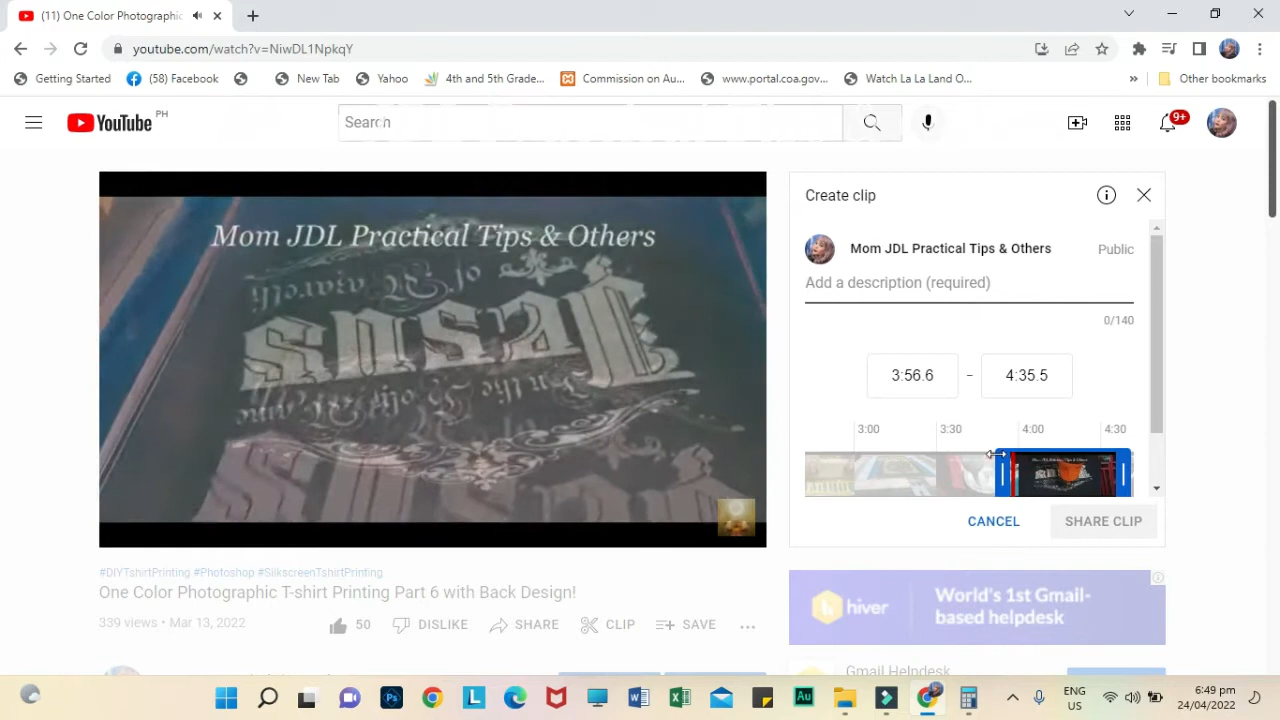 (11) One Color Photographic
youtube.com/watch?v=NiwDL1NpkqY
Getting Started
(58) Facebook
New Tab
Yahoo
4th and 5th Grade...
Commission on Au...
www.portal.coa.gov...
Watch La La Land O...
»
Other bookmarks
YouTube PH
Search
9+
Mom JDL Practical Tips & Others
Jesus
of Nazareth
Create clip
Mom JDL Practical Tips & Others
Public
Add a description (required)
0/140
3:56.6 - 4:35.5
3:00 3:30 4:00 4:30
CANCEL
SHARE CLIP
#DIYTshirtPrinting #Photoshop #SilkscreenTshirtPrinting
One Color Photographic T-shirt Printing Part 6 with Back Design!
339 views • Mar 13, 2022
50
DISLIKE
SHARE
CLIP
SAVE
hiver
World's 1st Gmail-
based helpdesk
Gmail Helpdesk
ENG
US
6:49 pm
24/04/2022